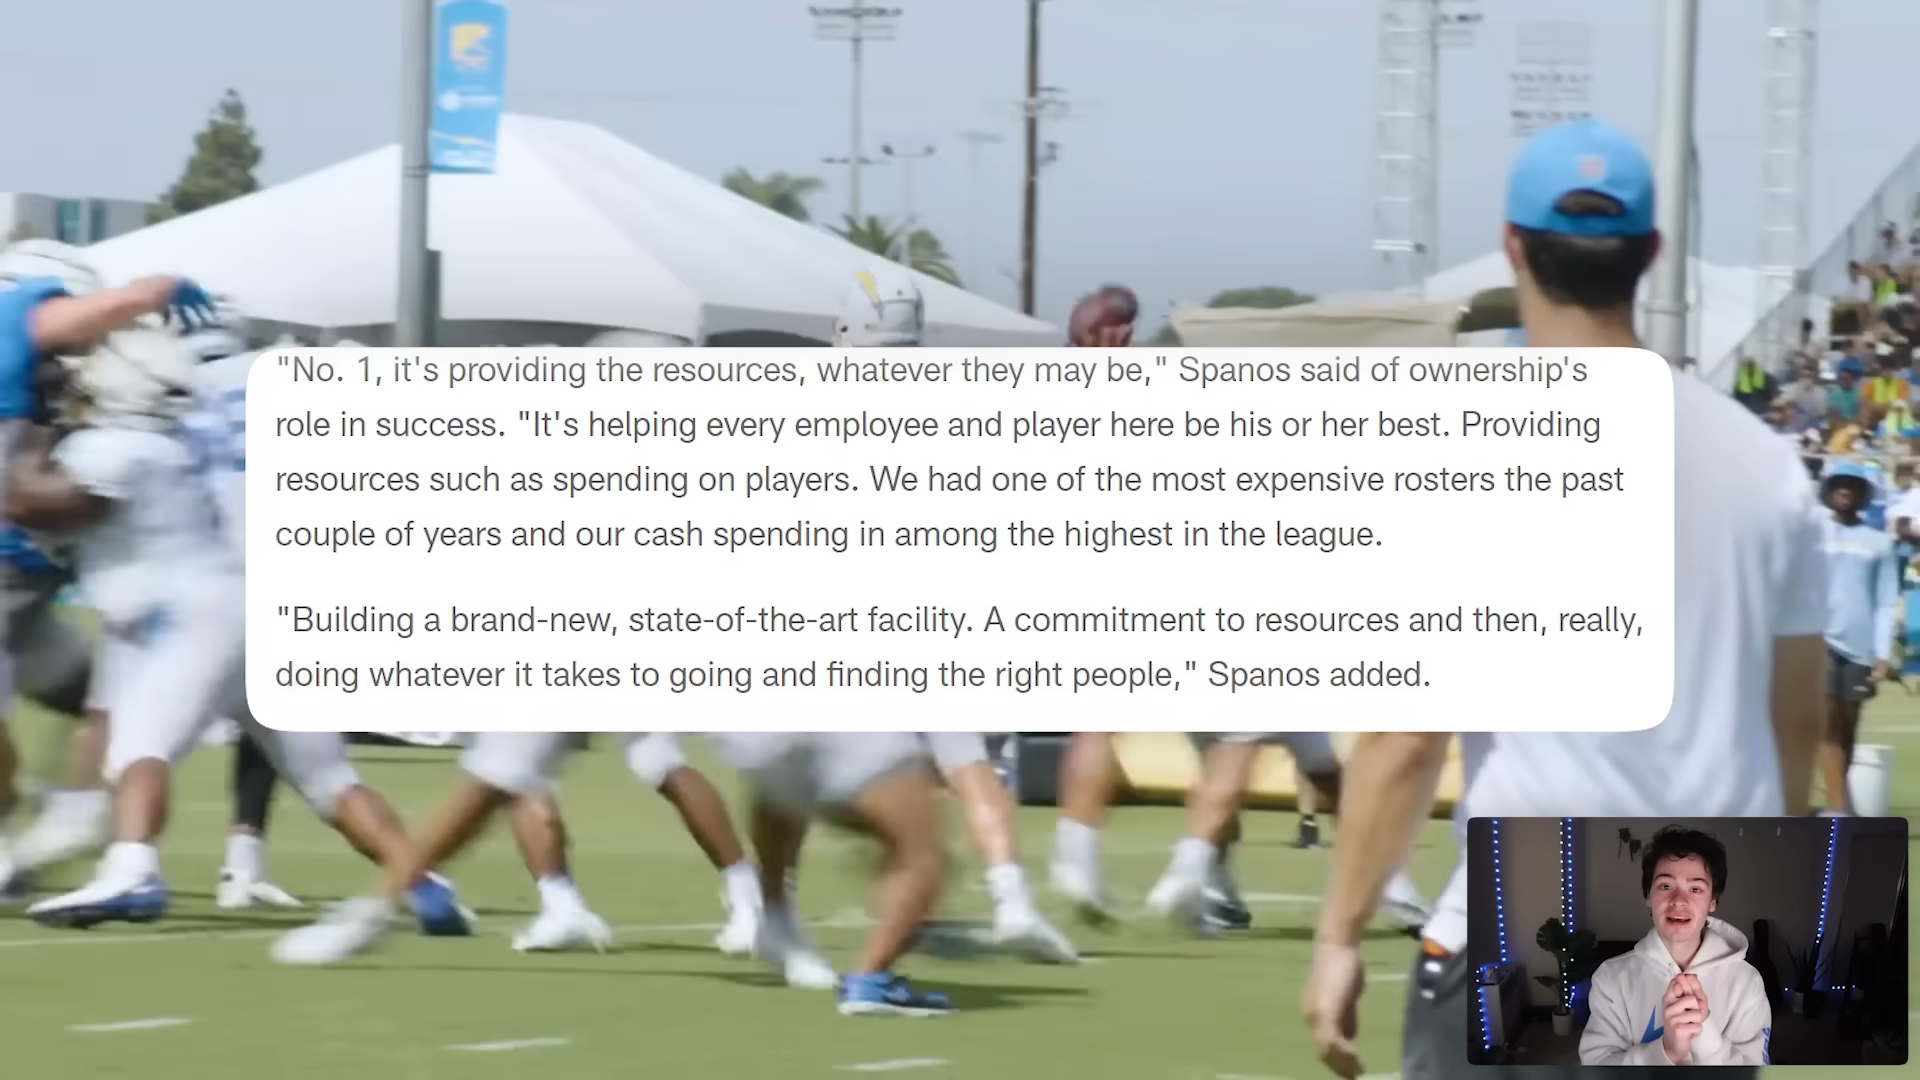 "No. 1, it's providing the resources, whatever they may be," Spanos said of ownership's
role in success. "It's helping every employee and player here be his or her best. Providing
resources such as spending on players. We had one of the most expensive rosters the past
couple of years and our cash spending in among the highest in the league.
"Building a brand-new, state-of-the-art facility. A commitment to resources and then, really,
doing whatever it takes to going and finding the right people," Spanos added.